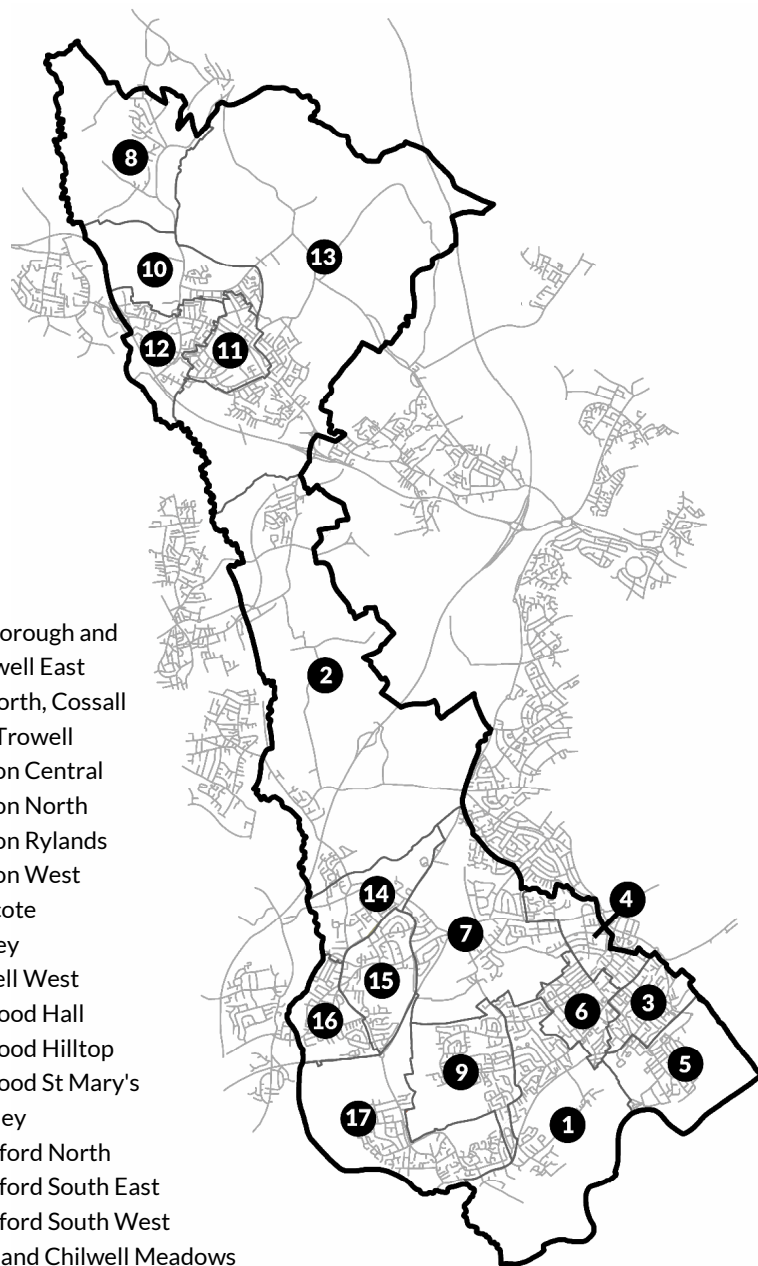 8
13
10
12
11
orough and
well East
orth, Cossall
Trowell
on Central
on North
on Rylands
on West
cote
ey
ell West
ood Hall
ood Hilltop
ood St Mary's
ley
ford North
ford South East
ford South West
and Chilwell Meadows
2
14
4
7
15
6
3
16
9
5
17
1